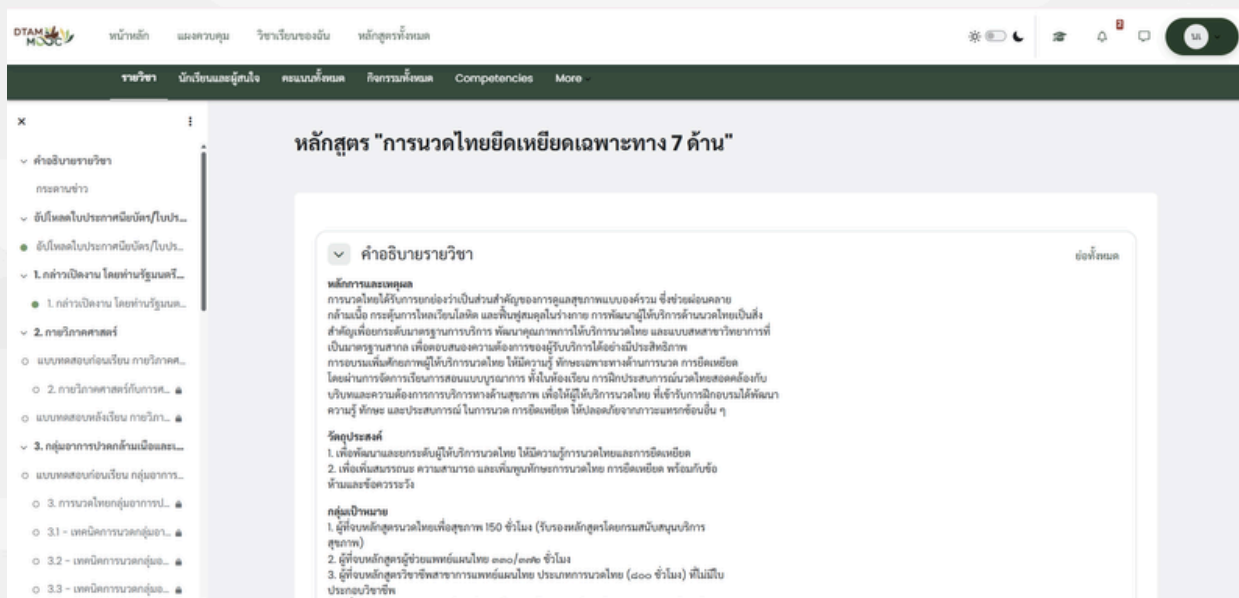 DTAM MOOC
หน้าหลัก แผงควบคุม วิชาเรียนของฉัน หลักสูตรทั้งหมด
2
รายวิชา นักเรียนและผู้สนใจ คะแนนทั้งหมด กิจกรรมทั้งหมด Competencies More
คำอธิบายรายวิชา
กระดานข่าว
อัปโหลดใบประกาศนียบัตร/ใบปร...
อัปโหลดใบประกาศนียบัตร/ใบปร...
1. กล่าวเปิดงาน โดยท่านรัฐมนตรี...
1. กล่าวเปิดงาน โดยท่านรัฐมนต...
2. กายวิภาคศาสตร์
แบบทดสอบก่อนเรียน กายวิภาคศ...
2. กายวิภาคศาสตร์กับการศ...
แบบทดสอบหลังเรียน กายวิภา...
3. กลุ่มอาการปวดกล้ามเนื้อและเ...
แบบทดสอบก่อนเรียน กลุ่มอาการ...
3. การนวดไทยกลุ่มอาการป...
3.1 - เทคนิคการนวดกลุ่มอา...
3.2 - เทคนิคการนวดกลุ่มอ...
3.3 - เทคนิคการนวดกลุ่มอ...
หลักสูตร "การนวดไทยยืดเหยียดเฉพาะทาง 7 ด้าน"
คำอธิบายรายวิชา ย่อทั้งหมด
หลักการและเหตุผล
การนวดไทยได้รับการยกย่องว่าเป็นส่วนสำคัญของการดูแลสุขภาพแบบองค์รวม ซึ่งช่วยผ่อนคลาย
กล้ามเนื้อ กระตุ้นการไหลเวียนโลหิต และฟื้นฟูสมดุลในร่างกาย การพัฒนาผู้ให้บริการด้านนวดไทยเป็นสิ่ง
สำคัญเพื่อยกระดับมาตรฐานการบริการ พัฒนาคุณภาพการให้บริการนวดไทย และแบบสหสาขาวิทยาการที่
เป็นมาตรฐานสากล เพื่อตอบสนองความต้องการของผู้รับบริการได้อย่างมีประสิทธิภาพ
การอบรมเพิ่มศักยภาพผู้ให้บริการนวดไทย ให้มีความรู้ ทักษะเฉพาะทางด้านการนวด การยืดเหยียด
โดยผ่านการจัดการเรียนการสอนแบบบูรณาการ ทั้งในห้องเรียน การฝึกประสบการณ์นวดไทยสอดคล้องกับ
บริบทและความต้องการการบริการทางด้านสุขภาพ เพื่อให้ผู้ให้บริการนวดไทย ที่เข้ารับการฝึกอบรมได้พัฒนา
ความรู้ ทักษะ และประสบการณ์ ในการนวด การยืดเหยียด ให้ปลอดภัยจากภาวะแทรกซ้อนอื่น ๆ
วัตถุประสงค์
1. เพื่อพัฒนาและยกระดับผู้ให้บริการนวดไทย ให้มีความรู้การนวดไทยและการยืดเหยียด
2. เพื่อเพิ่มสมรรถนะ ความสามารถ และเพิ่มพูนทักษะการนวดไทย การยืดเหยียด พร้อมกับข้อ
ห้ามและข้อควรระวัง
กลุ่มเป้าหมาย
1. ผู้ที่จบหลักสูตรนวดไทยเพื่อสุขภาพ 150 ชั่วโมง (รับรองหลักสูตรโดยกรมสนับสนุนบริการ
สุขภาพ)
2. ผู้ที่จบหลักสูตรผู้ช่วยแพทย์แผนไทย ๓๓๐/๓๗๒ ชั่วโมง
3. ผู้ที่จบหลักสูตรวิชาชีพสาขาการแพทย์แผนไทย ประเภทการนวดไทย (๘๐๐ ชั่วโมง) ที่ไม่มีใบ
ประกอบวิชาชีพ